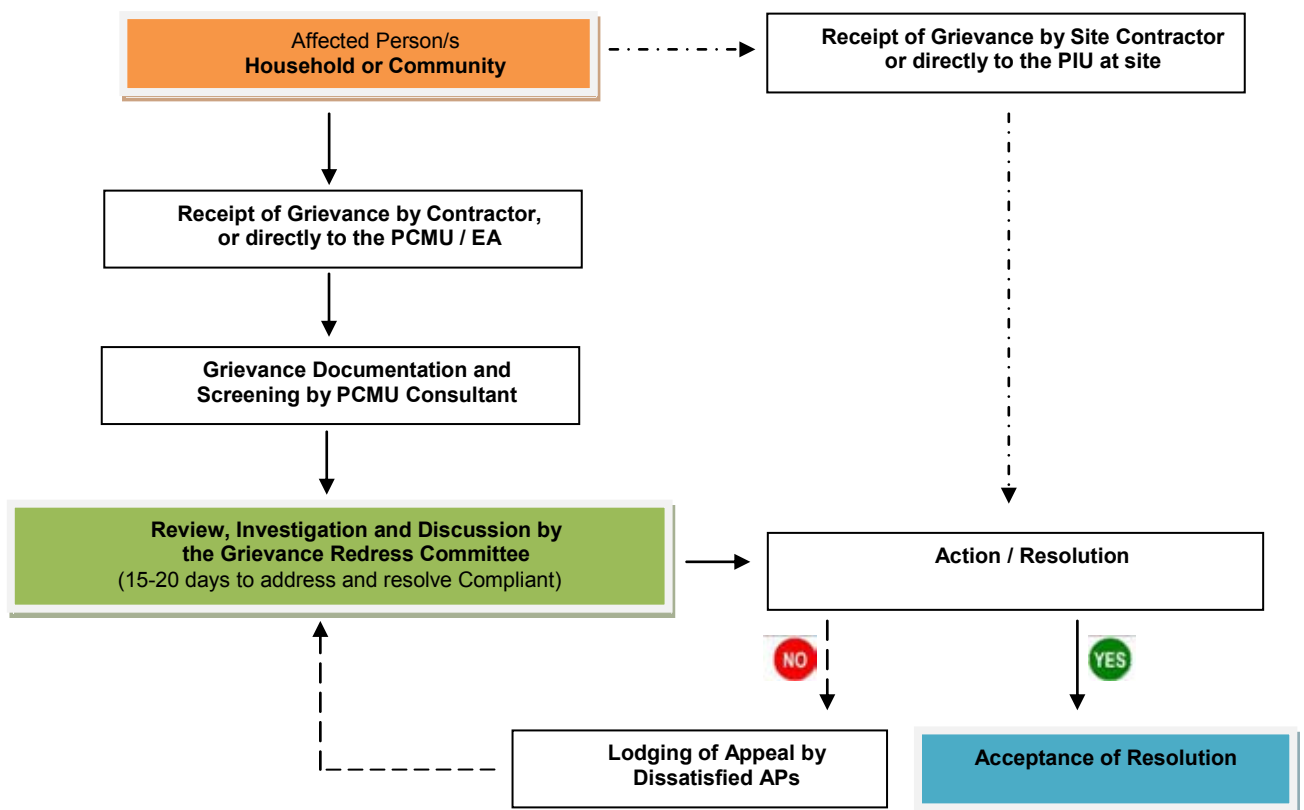 Affected Person/s
Household or Community
Receipt of Grievance by Site Contractor
or directly to the PIU at site
Receipt of Grievance by Contractor,
or directly to the PCMU / EA
Grievance Documentation and
Screening by PCMU Consultant
Review, Investigation and Discussion by
the Grievance Redress Committee
(15-20 days to address and resolve Compliant)
Action / Resolution
NO
YES
Lodging of Appeal by
Dissatisfied APs
Acceptance of Resolution